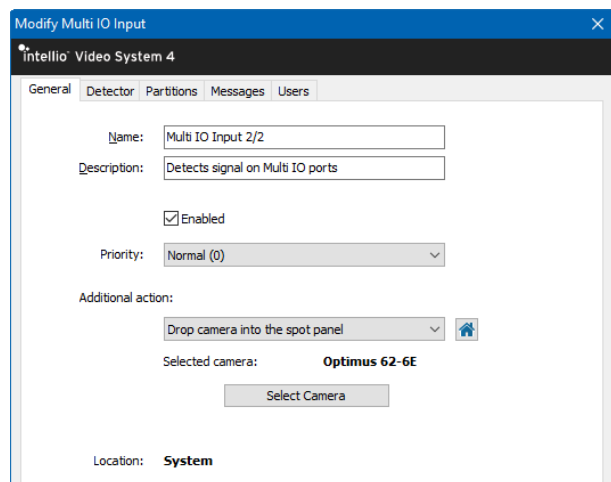 Modify Multi IO Input
intellio Video System 4
General Detector Partitions Messages Users
Name: Multi IO Input 2/2
Description: Detects signal on Multi IO ports
Enabled
Priority: Normal (0)
Additional action:
Drop camera into the spot panel
Selected camera: Optimus 62-6E
Select Camera
Location: System